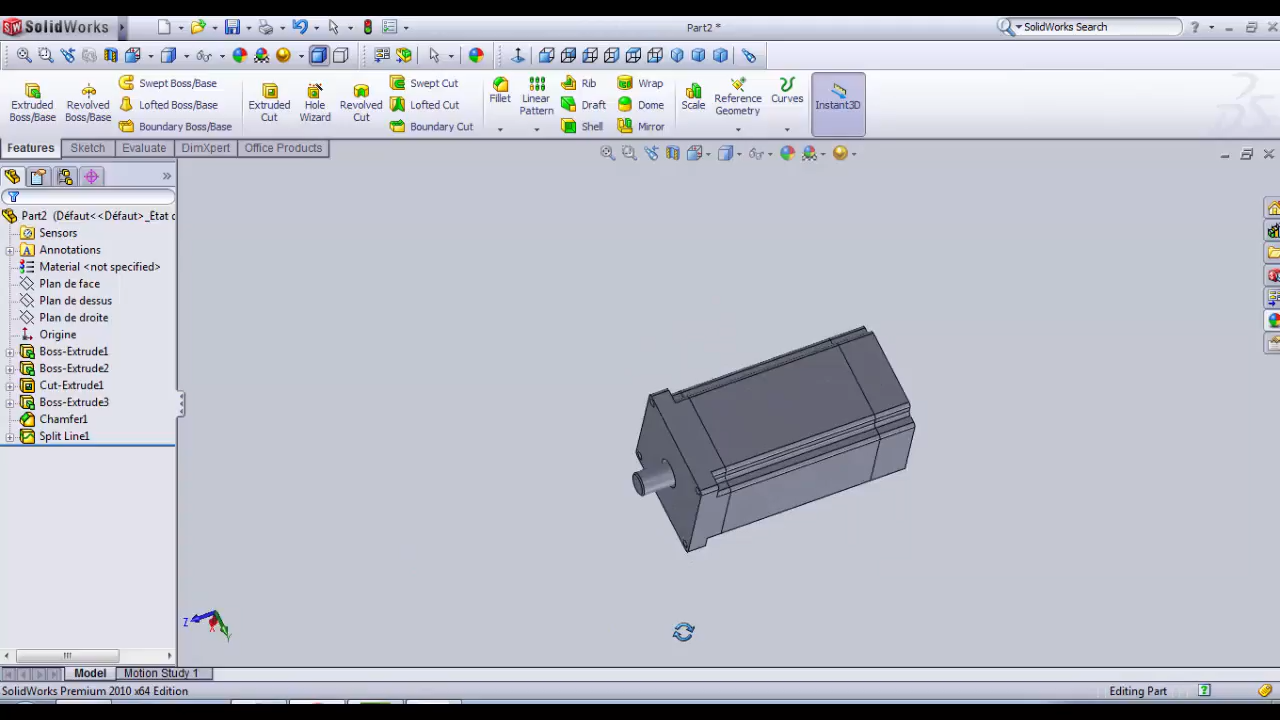 SolidWorks
Part2 *
SolidWorks Search
Extruded Boss/Base
Revolved Boss/Base
Swept Boss/Base
Lofted Boss/Base
Boundary Boss/Base
Extruded Cut
Hole Wizard
Revolved Cut
Swept Cut
Lofted Cut
Boundary Cut
Fillet
Linear Pattern
Rib
Draft
Shell
Wrap
Dome
Mirror
Scale
Reference Geometry
Curves
Instant3D
Features
Sketch
Evaluate
DimXpert
Office Products
Part2 (Défaut<<Défaut>_Etat
Sensors
Annotations
Material <not specified>
Plan de face
Plan de dessus
Plan de droite
Origine
Boss-Extrude1
Boss-Extrude2
Cut-Extrude1
Boss-Extrude3
Chamfer1
Split Line1
Z
Model
Motion Study 1
SolidWorks Premium 2010 x64 Edition
Editing Part